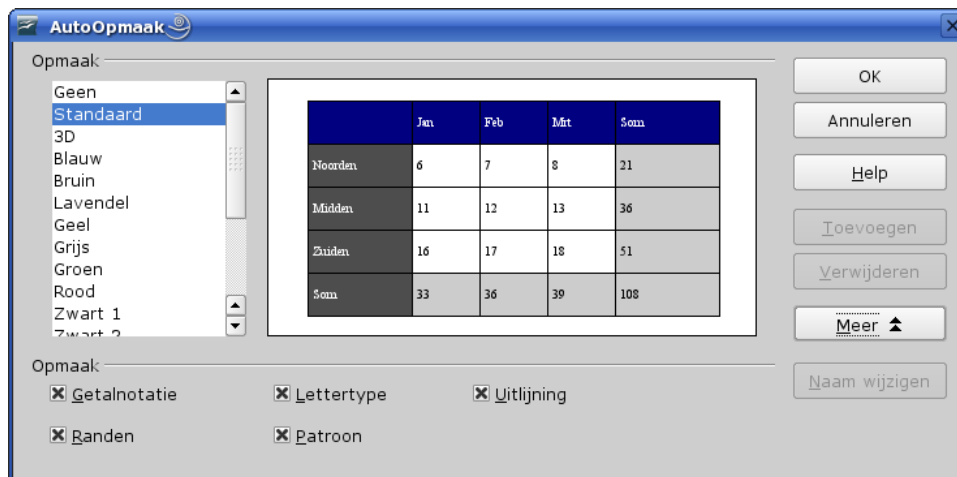 AutoOpmaak
Opmaak
Geen
Standaard
3D
Blauw
Bruin
Lavendel
Geel
Grijs
Groen
Rood
Zwart 1
Zwart 2
Jan Feb Mrt Som
Noorden 6 7 8 21
Midden 11 12 13 36
Zuiden 16 17 18 51
Som 33 36 39 108
OK
Annuleren
Help
Toevoegen
Verwijderen
Meer
Naam wijzigen
Opmaak
Getalnotatie Lettertype Uitlijning
Randen Patroon